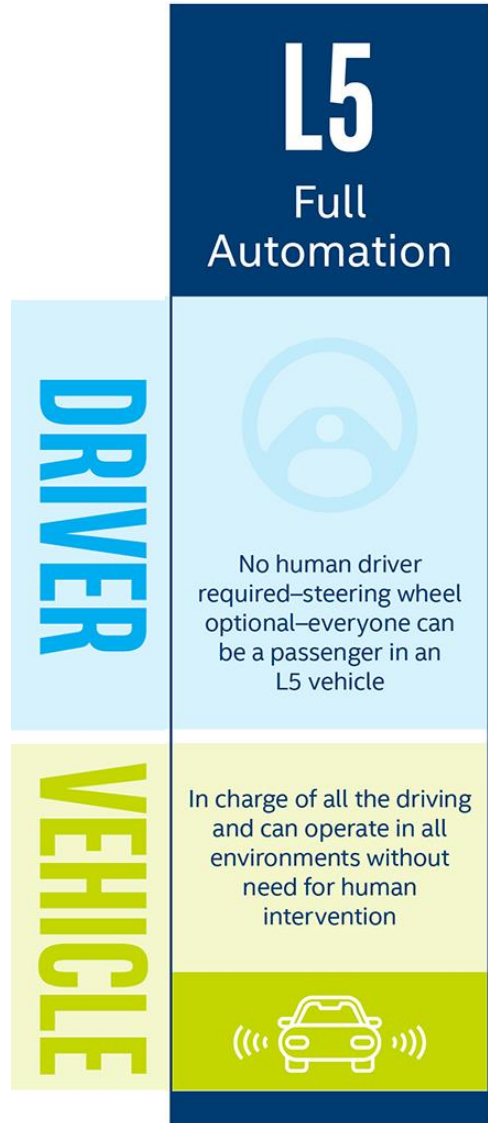 L5
Full
Automation
DRIVER
No human driver
required–steering wheel
optional–everyone can
be a passenger in an
L5 vehicle
VEHICLE
In charge of all the driving
and can operate in all
environments without
need for human
intervention